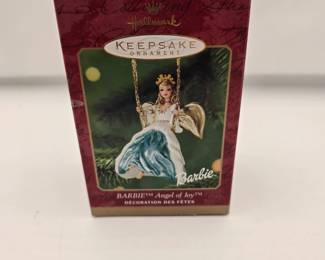 Hallmark
KEEPSAKE
ORNAMENT
Barbie
BARBIE™ Angel of Joy™
DÉCORATION DES FÊTES